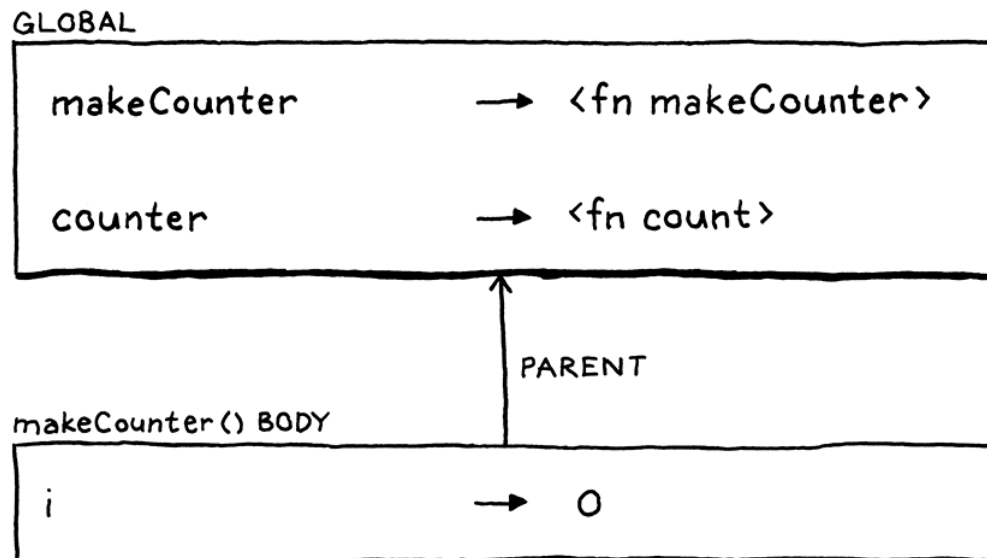 GLOBAL
makeCounter → <fn makeCounter>
counter → <fn count>
PARENT
makeCounter() BODY
i → 0